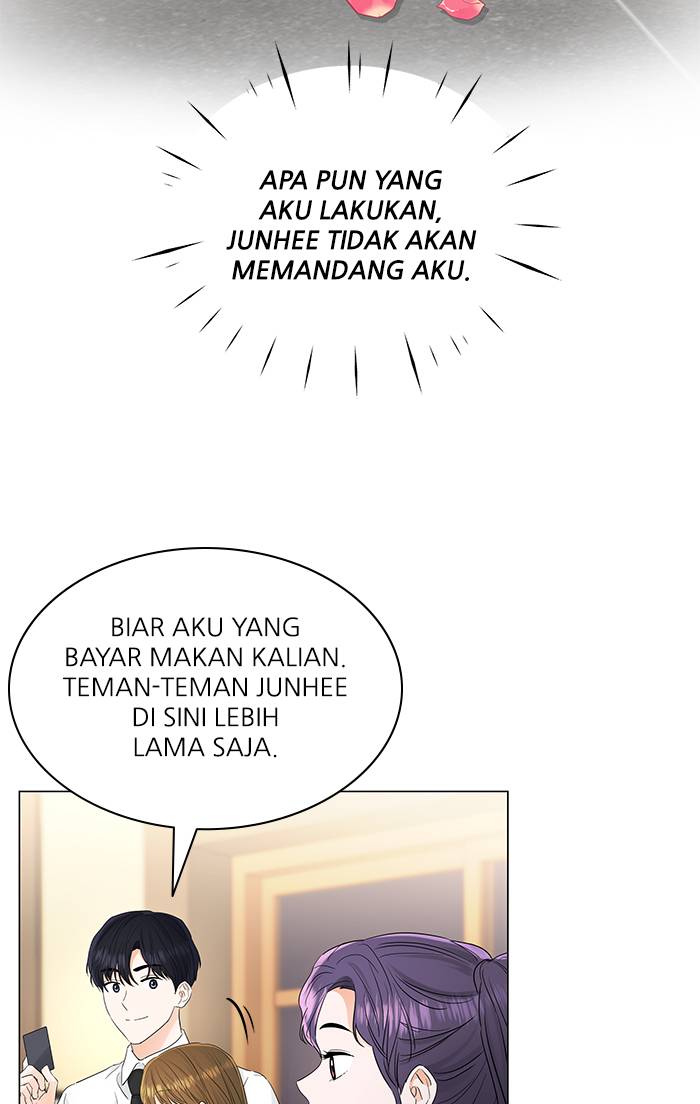 APA PUN YANG
AKU LAKUKAN,
JUNHEE TIDAK AKAN
MEMANDANG AKU.
BIAR AKU YANG
BAYAR MAKAN KALIAN.
TEMAN-TEMAN JUNHEE
DI SINI LEBIH
LAMA SAJA.